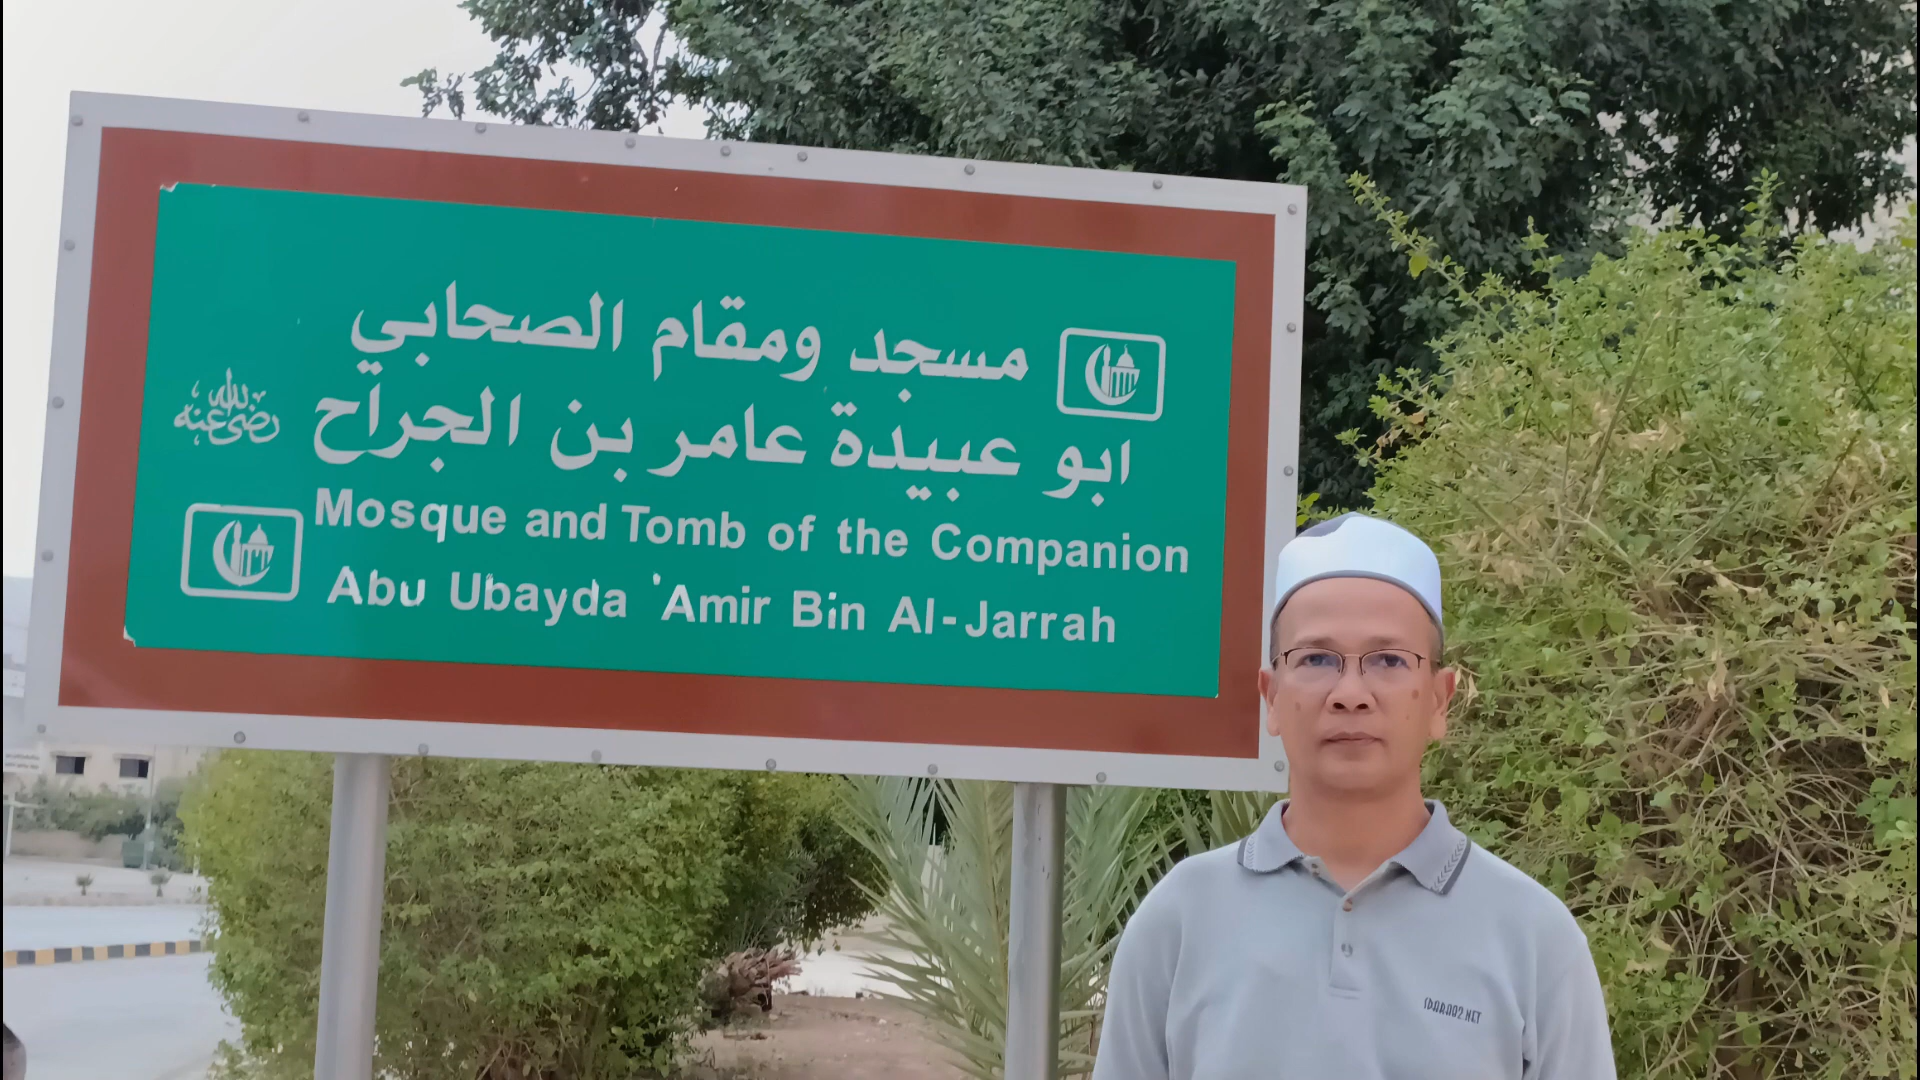 مسجد ومقام الصحابي
ابو عبيدة عامر بن الجراح
رضي الله عنه
Mosque and Tomb of the Companion
Abu Ubayda 'Amir Bin Al-Jarrah